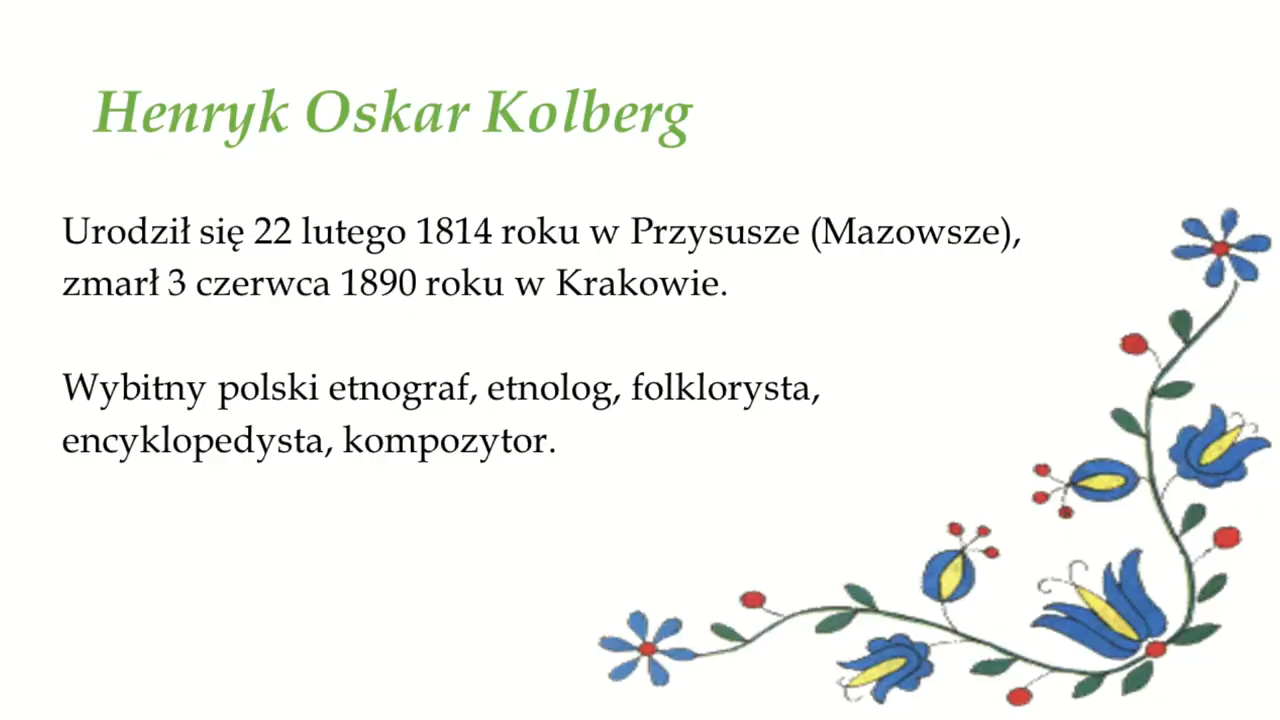 Henryk Oskar Kolberg
Urodził się 22 lutego 1814 roku w Przysusze (Mazowsze),
zmarł 3 czerwca 1890 roku w Krakowie.
Wybitny polski etnograf, etnolog, folklorysta,
encyklopedysta, kompozytor.